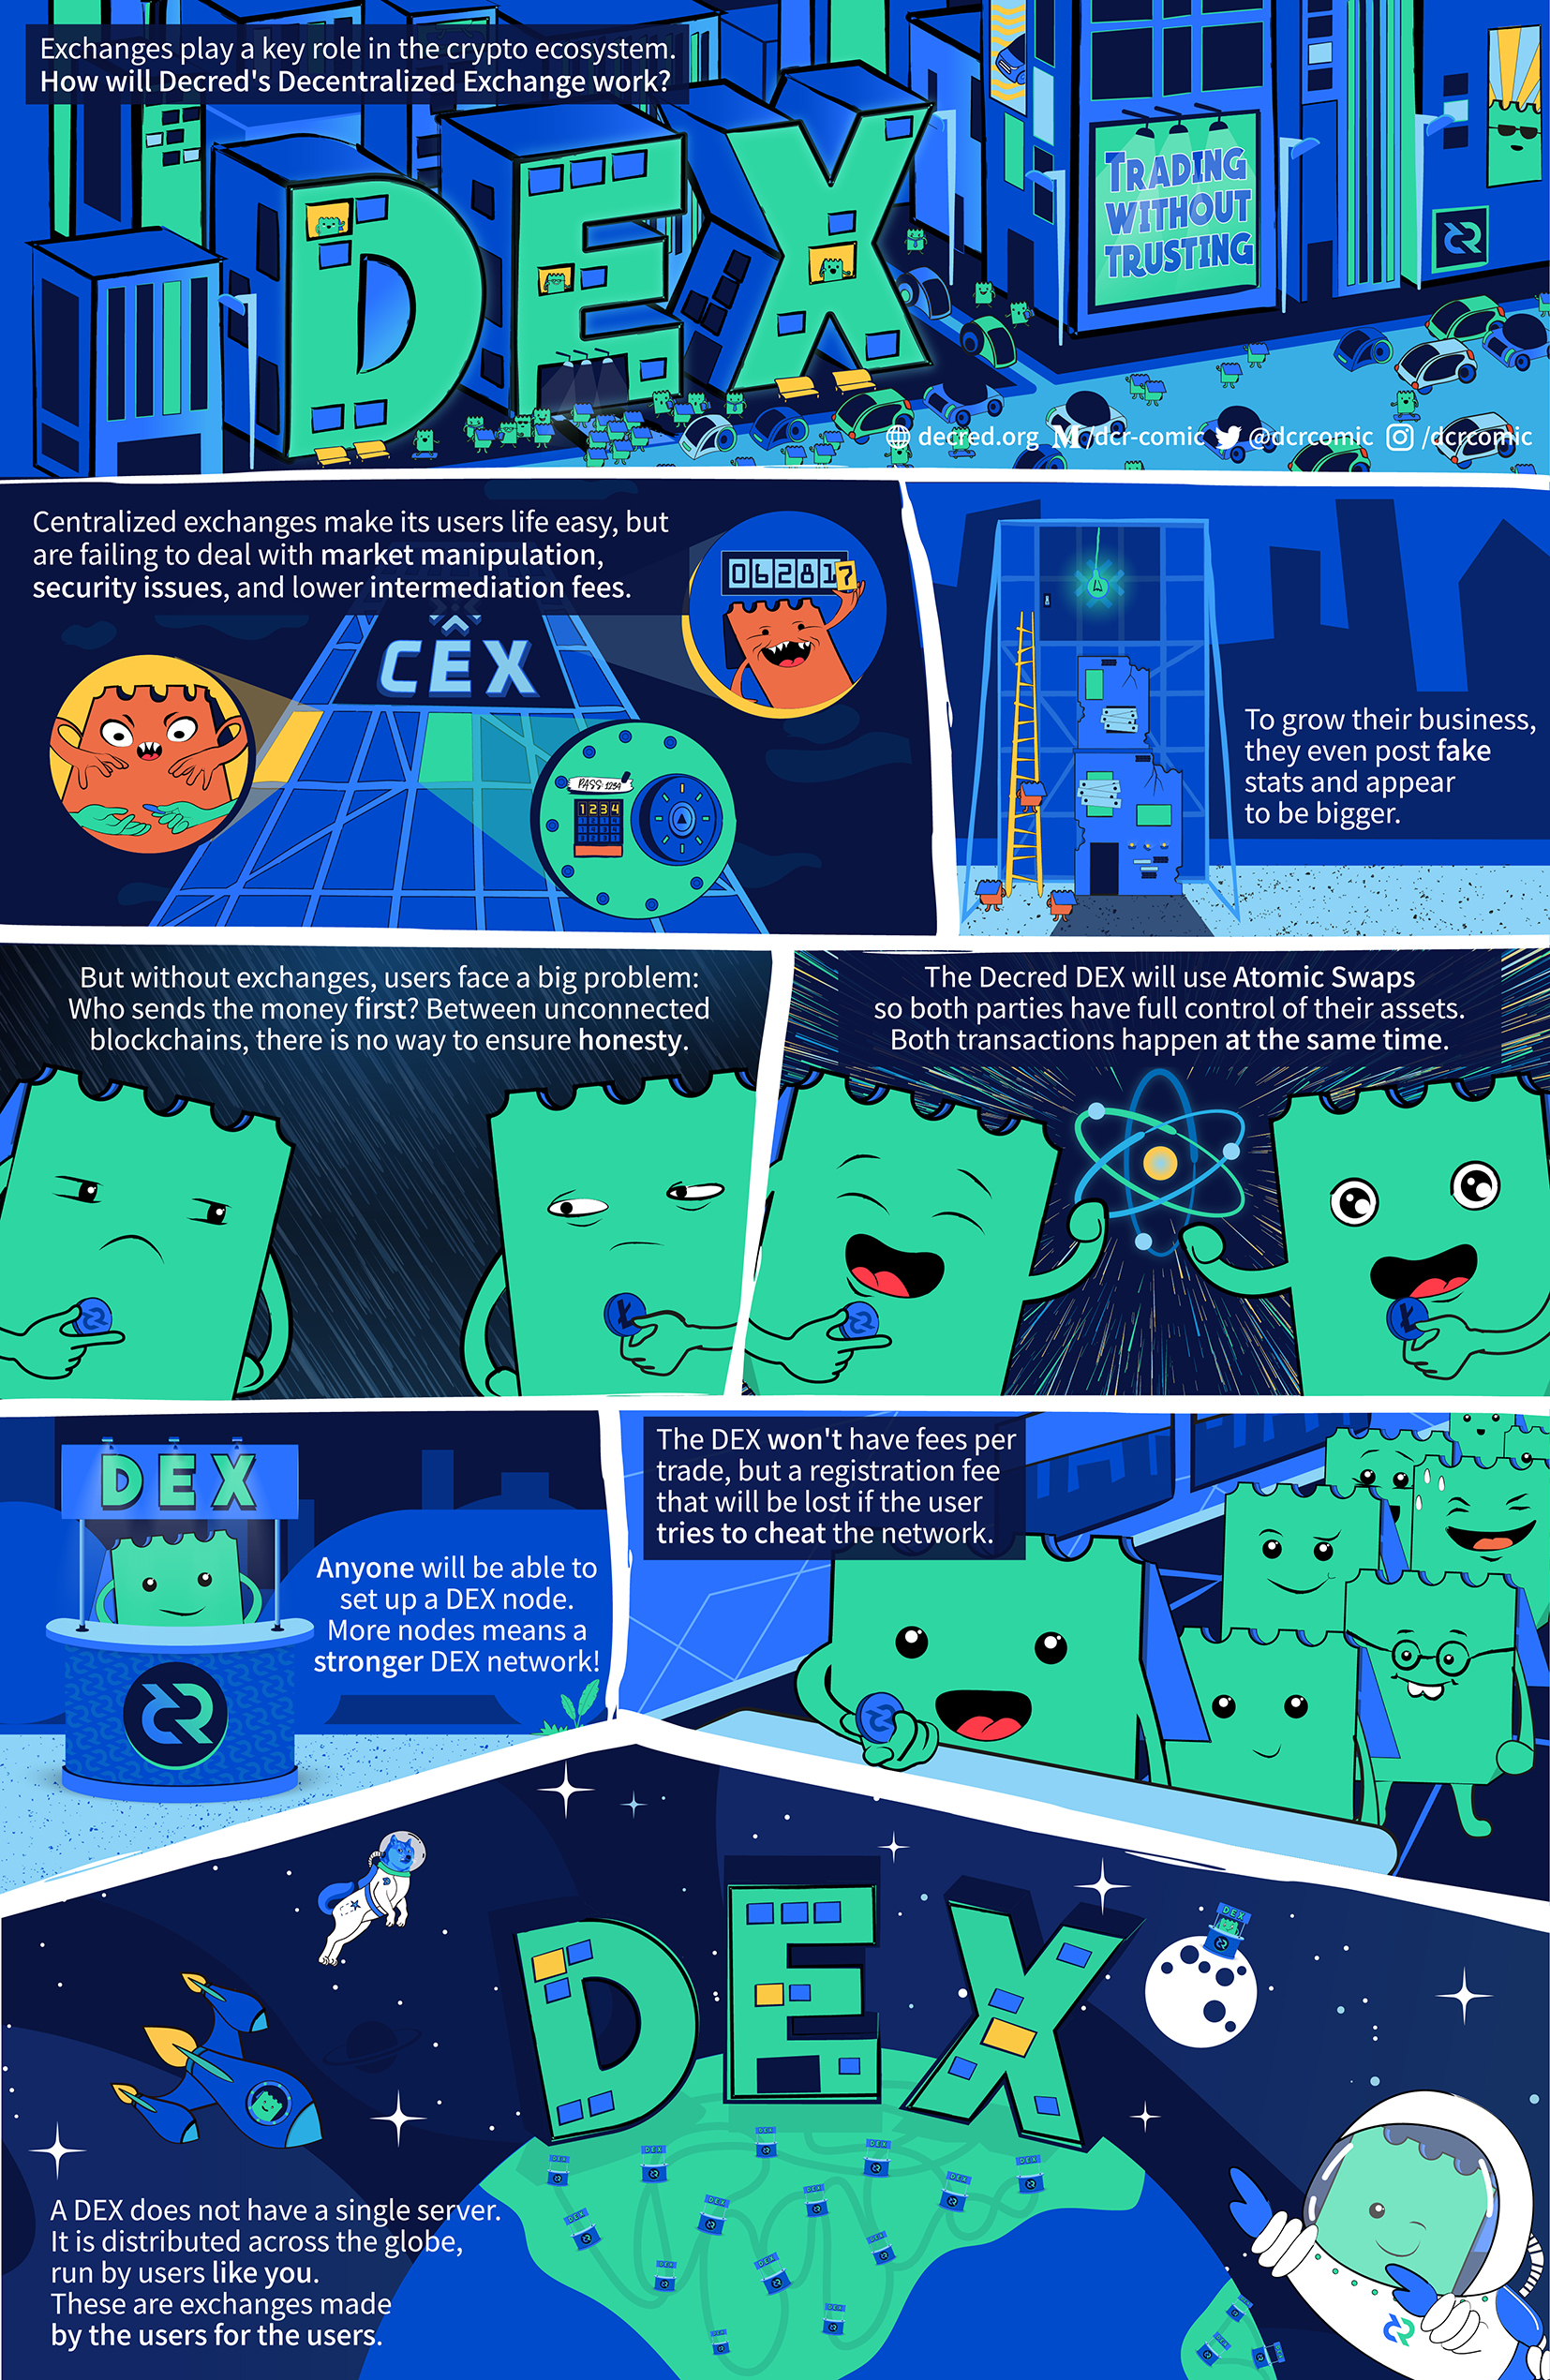 Exchanges play a key role in the crypto ecosystem.
How will Decred's Decentralized Exchange work?
DEX
TRADING
WITHOUT
TRUSTING
decred.org /dcr-comic @dcrcomic /dcrcomic
Centralized exchanges make its users life easy, but
are failing to deal with market manipulation,
security issues, and lower intermediation fees.
062817
CEX
PASS 1234
1234
To grow their business,
they even post fake
stats and appear
to be bigger.
But without exchanges, users face a big problem:
Who sends the money first? Between unconnected
blockchains, there is no way to ensure honesty.
The Decred DEX will use Atomic Swaps
so both parties have full control of their assets.
Both transactions happen at the same time.
DEX
Anyone will be able to
set up a DEX node.
More nodes means a
stronger DEX network!
The DEX won't have fees per
trade, but a registration fee
that will be lost if the user
tries to cheat the network.
DEX
DEX
A DEX does not have a single server.
It is distributed across the globe,
run by users like you.
These are exchanges made
by the users for the users.